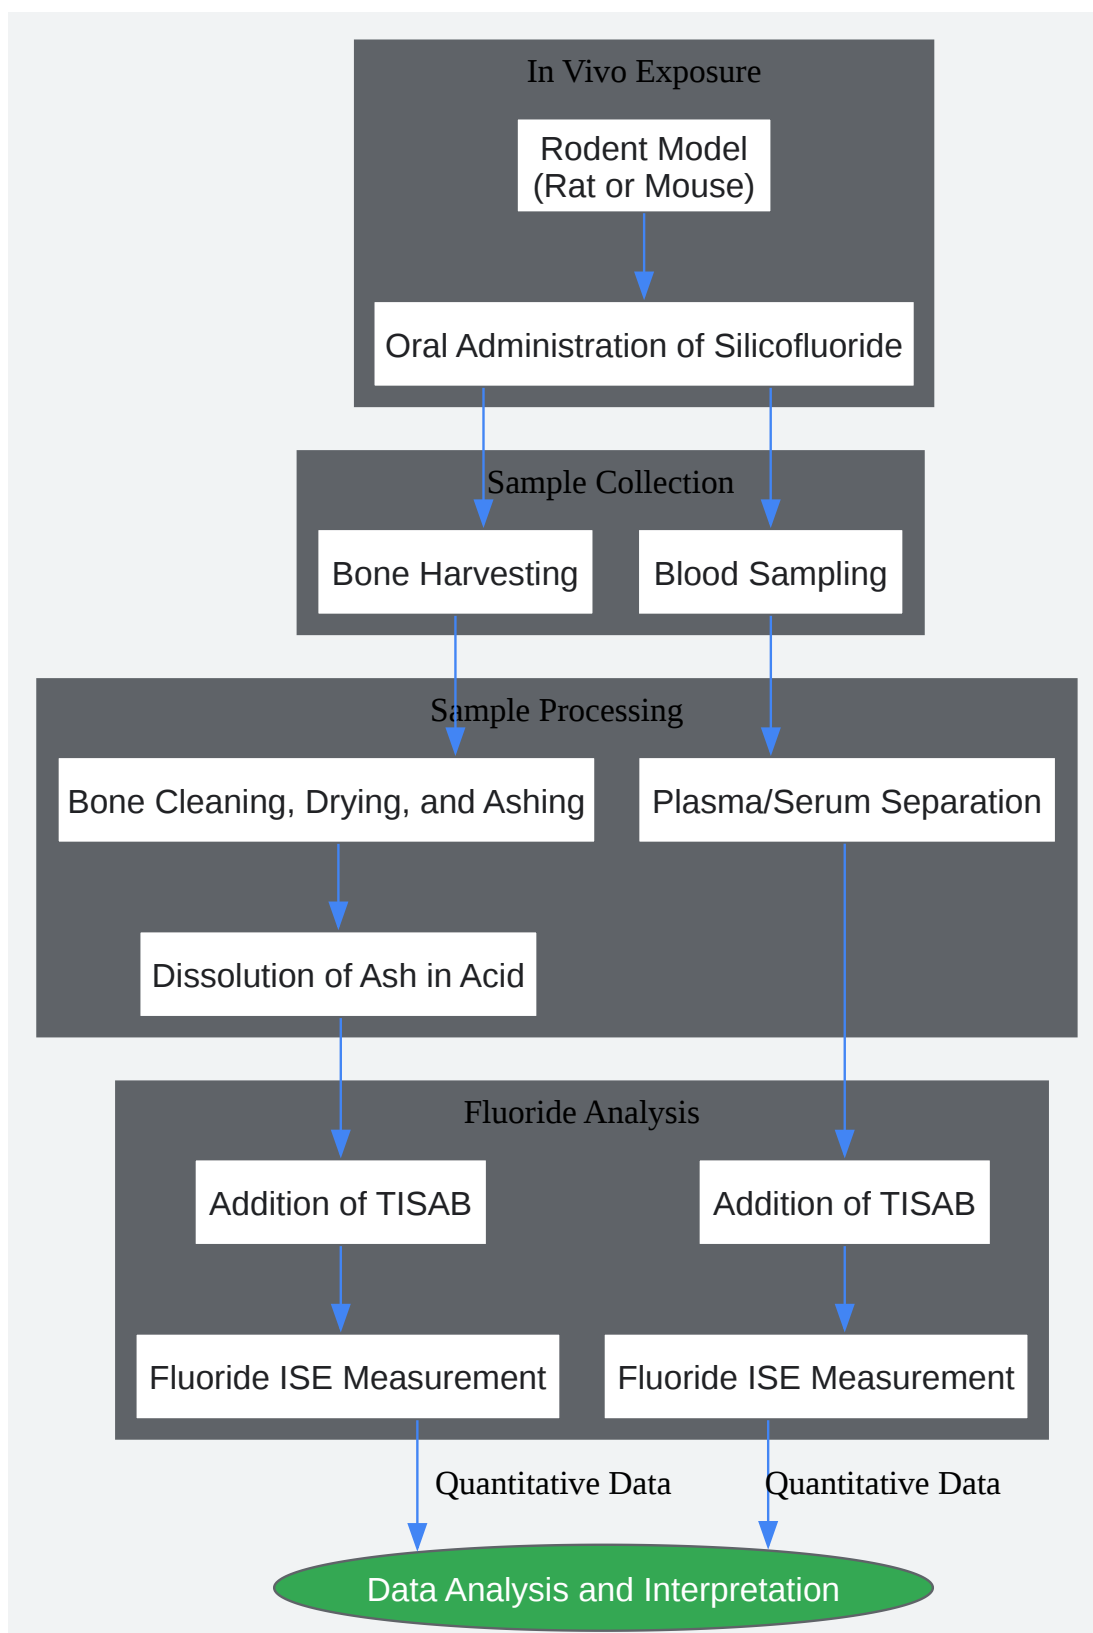 In Vivo Exposure
Rodent Model
(Rat or Mouse)
Oral Administration of Silicofluoride
Sample Collection
Bone Harvesting
Blood Sampling
Sample Processing
Bone Cleaning, Drying, and Ashing
Plasma/Serum Separation
Dissolution of Ash in Acid
Fluoride Analysis
Addition of TISAB
Addition of TISAB
Fluoride ISE Measurement
Fluoride ISE Measurement
Quantitative Data
Quantitative Data
Data Analysis and Interpretation